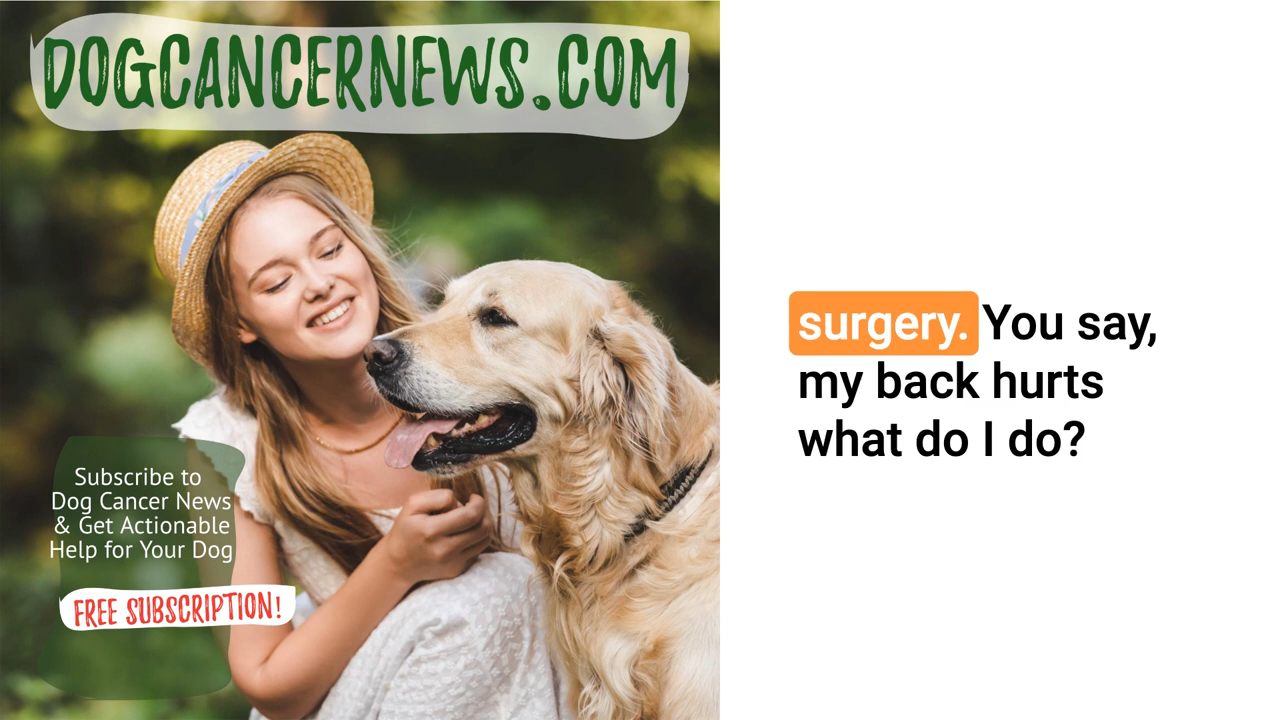 DOGCANCERNEWS.COM
Subscribe to
Dog Cancer News
& Get Actionable
Help for Your Dog
FREE SUBSCRIPTION!
surgery. You say,
my back hurts
what do I do?